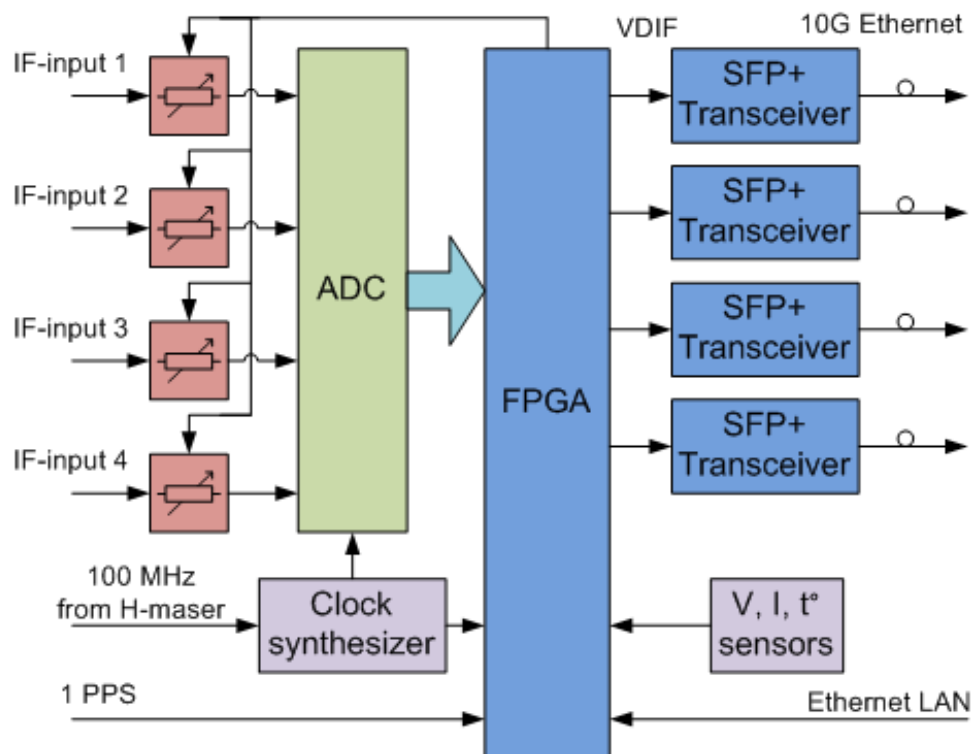 VDIF
10G Ethernet
IF-input 1
SFP+
Transceiver
IF-input 2
SFP+
Transceiver
ADC
IF-input 3
SFP+
Transceiver
FPGA
IF-input 4
SFP+
Transceiver
100 MHz
from H-maser
Clock
synthesizer
V, I, t°
sensors
1 PPS
Ethernet LAN